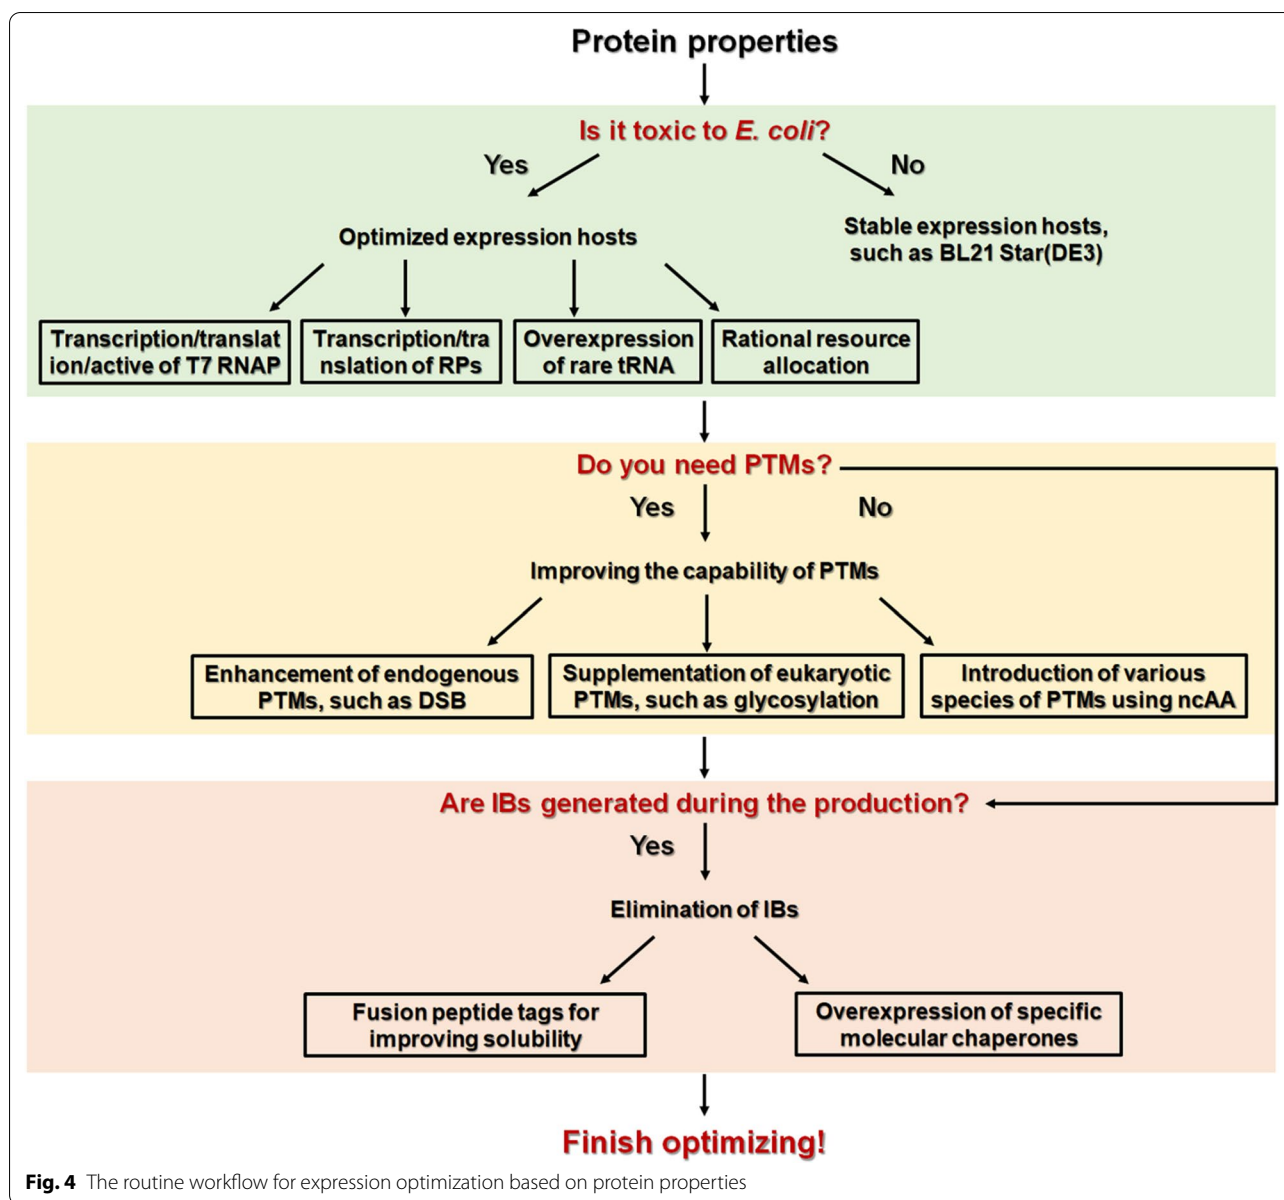 Protein properties
Is it toxic to E. coli?
Yes
No
Optimized expression hosts
Stable expression hosts,
such as BL21 Star(DE3)
Transcription/translat
ion/active of T7 RNAP
Transcription/tra
nslation of RPs
Overexpression
of rare tRNA
Rational resource
allocation
Do you need PTMs?
Yes
No
Improving the capability of PTMs
Enhancement of endogenous
PTMs, such as DSB
Supplementation of eukaryotic
PTMs, such as glycosylation
Introduction of various
species of PTMs using ncAA
Are IBs generated during the production?
Yes
Elimination of IBs
Fusion peptide tags for
improving solubility
Overexpression of specific
molecular chaperones
Finish optimizing!
Fig. 4 The routine workflow for expression optimization based on protein properties